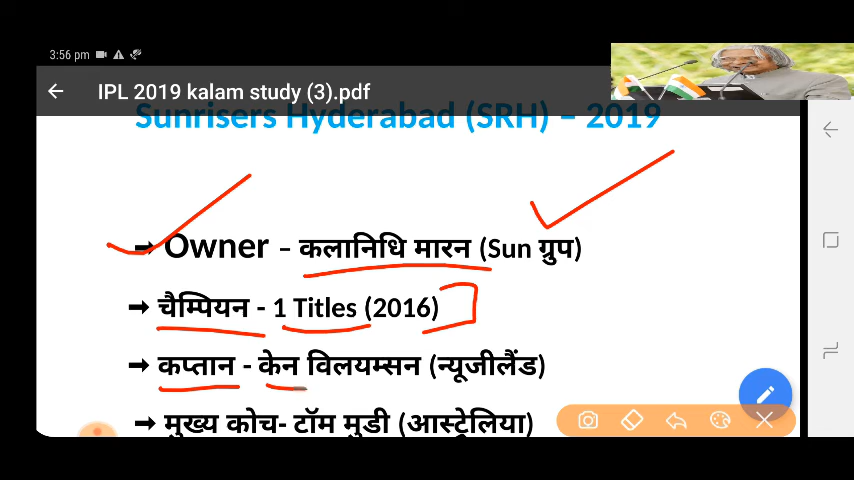 3:56 pm
IPL 2019 kalam study (3).pdf
Sunrisers Hyderabad (SRH) – 2019
➡ Owner – कलानिधि मारन (Sun ग्रुप)
➡ चैम्पियन - 1 Titles (2016)
➡ कप्तान - केन विलयम्सन (न्यूजीलैंड)
➡ मुख्य कोच- टॉम मुडी (आस्ट्रेलिया)